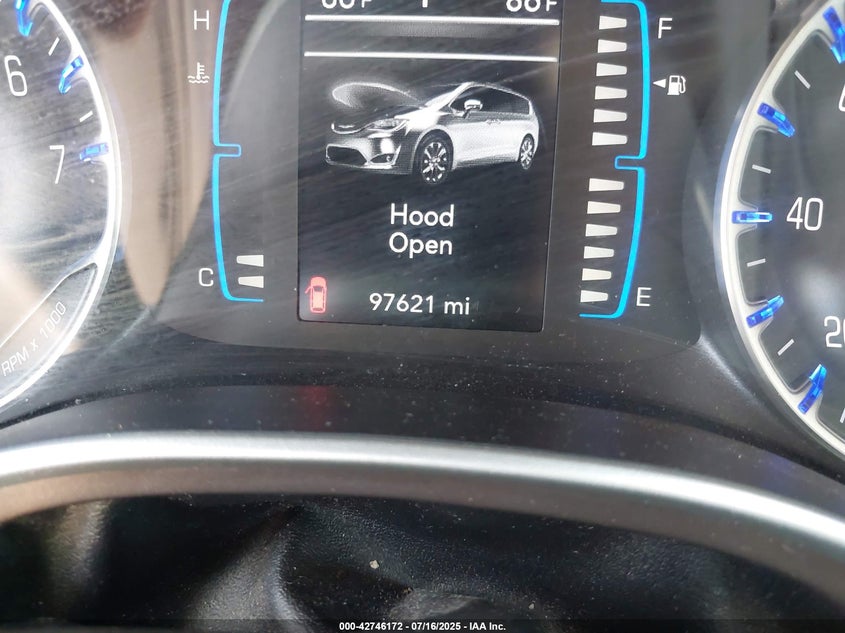 H
F
6
7
Hood
Open
40
C
E
97621 mi
RPM x 1000
000-42746172 - 07/16/2025 - IAA Inc.